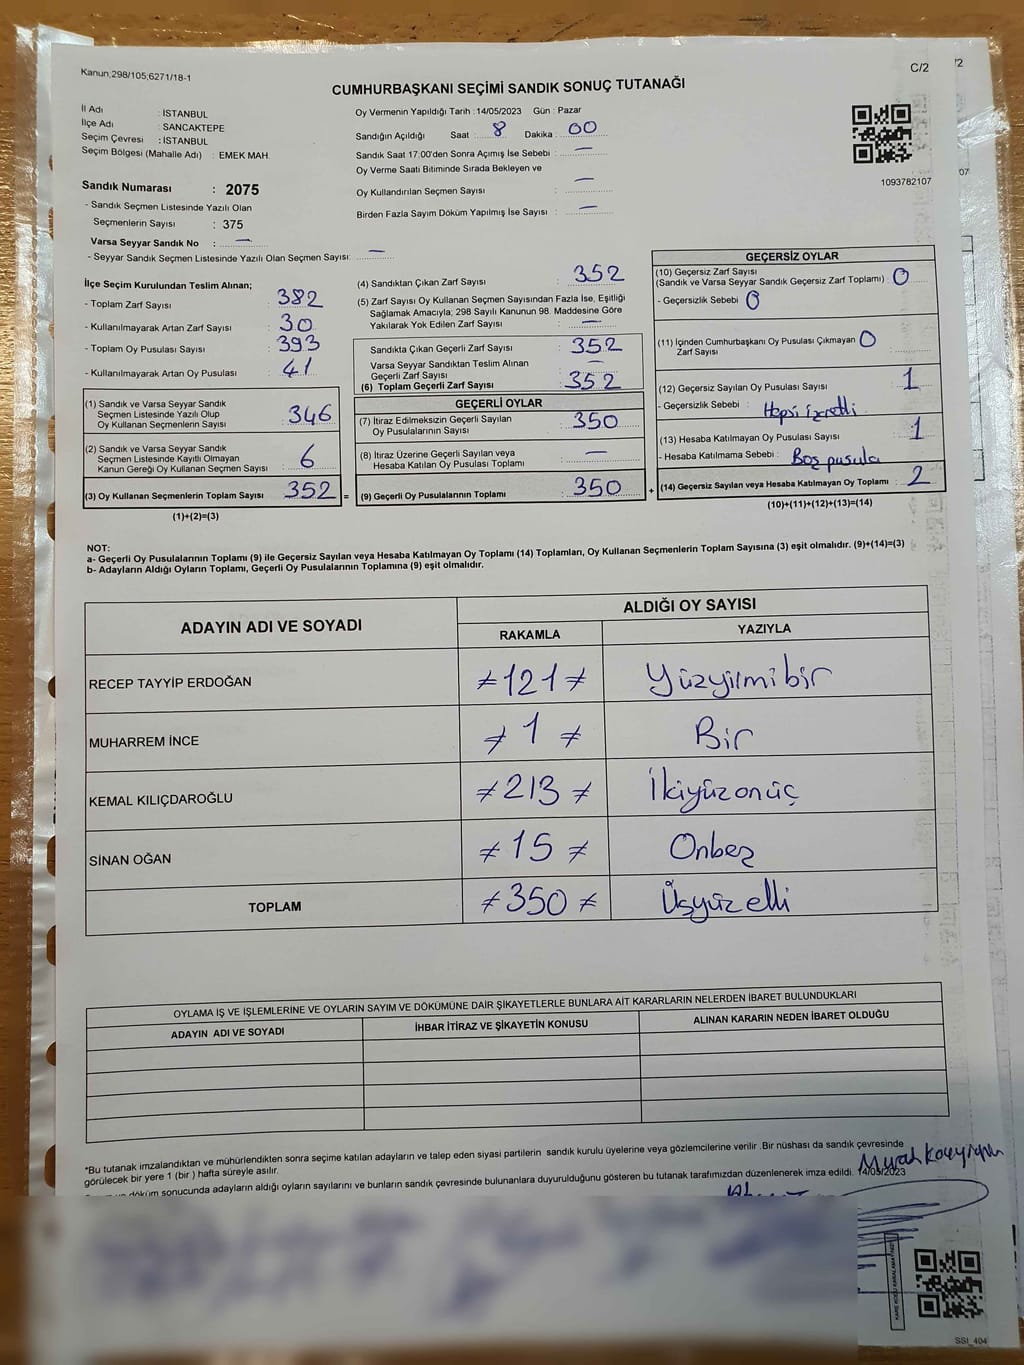 Kanun;298/105;6271/18-1
C/2
CUMHURBAŞKANI SEÇİMİ SANDIK SONUÇ TUTANAĞI
İl Adı : İSTANBUL
İlçe Adı : SANCAKTEPE
Seçim Çevresi : İSTANBUL
Seçim Bölgesi (Mahalle Adı) : EMEK MAH.
Oy Vermenin Yapıldığı Tarih : 14/05/2023 Gün : Pazar
Sandığın Açıldığı Saat : 8 Dakika : 00
Sandık Saat 17:00'den Sonra Açımış İse Sebebi : —
Oy Verme Saati Bitiminde Sırada Bekleyen ve
Oy Kullandırılan Seçmen Sayısı : —
Birden Fazla Sayım Döküm Yapılmış İse Sayısı : —
1093782107
Sandık Numarası : 2075
- Sandık Seçmen Listesinde Yazılı Olan
Seçmenlerin Sayısı : 375
Varsa Seyyar Sandık No : —
- Seyyar Sandık Seçmen Listesinde Yazılı Olan Seçmen Sayısı: —
İlçe Seçim Kurulundan Teslim Alınan;
- Toplam Zarf Sayısı : 382
- Kullanılmayarak Artan Zarf Sayısı : 30
- Toplam Oy Pusulası Sayısı : 393
- Kullanılmayarak Artan Oy Pusulası : 41
(1) Sandık ve Varsa Seyyar Sandık
Seçmen Listesinde Yazılı Olup
Oy Kullanan Seçmenlerin Sayısı : 346
(2) Sandık ve Varsa Seyyar Sandık
Seçmen Listesinde Kayıtlı Olmayan
Kanun Gereği Oy Kullanan Seçmen Sayısı : 6
(3) Oy Kullanan Seçmenlerin Toplam Sayısı : 352 =
(1)+(2)=(3)
(4) Sandıktan Çıkan Zarf Sayısı : 352
(5) Zarf Sayısı Oy Kullanan Seçmen Sayısından Fazla İse, Eşitliği
Sağlamak Amacıyla; 298 Sayılı Kanunun 98. Maddesine Göre
Yakılarak Yok Edilen Zarf Sayısı : —
Sandıkta Çıkan Geçerli Zarf Sayısı : 352
Varsa Seyyar Sandıktan Teslim Alınan
Geçerli Zarf Sayısı : —
(6) Toplam Geçerli Zarf Sayısı : 352
GEÇERLİ OYLAR
(7) İtiraz Edilmeksizin Geçerli Sayılan
Oy Pusulalarının Sayısı : 350
(8) İtiraz Üzerine Geçerli Sayılan veya
Hesaba Katılan Oy Pusulası Toplamı : —
(9) Geçerli Oy Pusulalarının Toplamı : 350 +
GEÇERSİZ OYLAR
(10) Geçersiz Zarf Sayısı
(Sandık ve Varsa Seyyar Sandık Geçersiz Zarf Toplamı) : 0
- Geçersizlik Sebebi : 0
(11) İçinden Cumhurbaşkanı Oy Pusulası Çıkmayan
Zarf Sayısı : 0
(12) Geçersiz Sayılan Oy Pusulası Sayısı : 1
- Geçersizlik Sebebi : Hepsi işaretli
(13) Hesaba Katılmayan Oy Pusulası Sayısı : 1
- Hesaba Katılmama Sebebi : Boş pusula
(14) Geçersiz Sayılan veya Hesaba Katılmayan Oy Toplamı : 2
(10)+(11)+(12)+(13)=(14)
NOT:
a- Geçerli Oy Pusulalarının Toplamı (9) ile Geçersiz Sayılan veya Hesaba Katılmayan Oy Toplamı (14) Toplamları, Oy Kullanan Seçmenlerin Toplam Sayısına (3) eşit olmalıdır. (9)+(14)=(3)
b- Adayların Aldığı Oyların Toplamı, Geçerli Oy Pusulalarının Toplamına (9) eşit olmalıdır.
ADAYIN ADI VE SOYADI
ALDIĞI OY SAYISI
RAKAMLA YAZIYLA
RECEP TAYYİP ERDOĞAN ≠121≠ Yüzyirmibir
MUHARREM İNCE ≠ 1 ≠ Bir
KEMAL KILIÇDAROĞLU ≠213≠ İkiyüzonüç
SİNAN OĞAN ≠15≠ Onbeş
TOPLAM ≠350≠ Üçyüzelli
OYLAMA İŞ VE İŞLEMLERİNE VE OYLARIN SAYIM VE DÖKÜMÜNE DAİR ŞİKAYETLERLE BUNLARA AİT KARARLARIN NELERDEN İBARET BULUNDUKLARI
ADAYIN ADI VE SOYADI İHBAR İTİRAZ VE ŞİKAYETİN KONUSU ALINAN KARARIN NEDEN İBARET OLDUĞU
*Bu tutanak imzalandıktan ve mühürlendikten sonra seçime katılan adayların ve talep eden siyasi partilerin sandık kurulu üyelerine veya gözlemcilerine verilir .Bir nüshası da sandık çevresinde
görülecek bir yere 1 (bir ) hafta süreyle asılır.
döküm sonucunda adayların aldığı oyların sayılarını ve bunların sandık çevresinde bulunanlara duyurulduğunu gösteren bu tutanak tarafımızdan düzenlenerek imza edildi. 14/05/2023
SSI_404